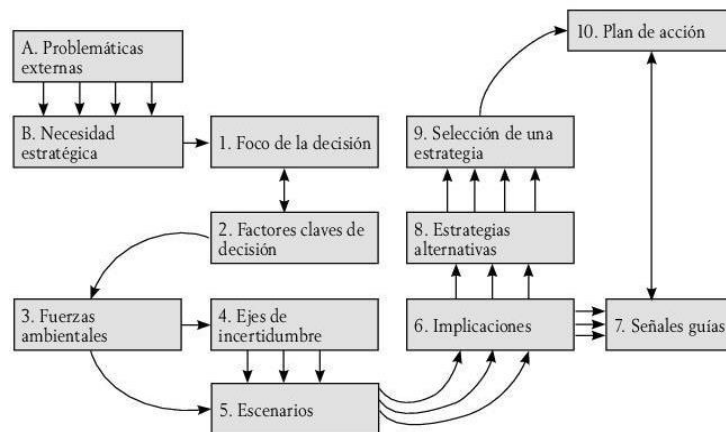 A. Problemáticas
externas
B. Necesidad
estratégica
1. Foco de la decisión
2. Factores claves de
decisión
3. Fuerzas
ambientales
4. Ejes de
incertidumbre
5. Escenarios
6. Implicaciones
7. Señales guías
8. Estrategias
alternativas
9. Selección de una
estrategia
10. Plan de acción